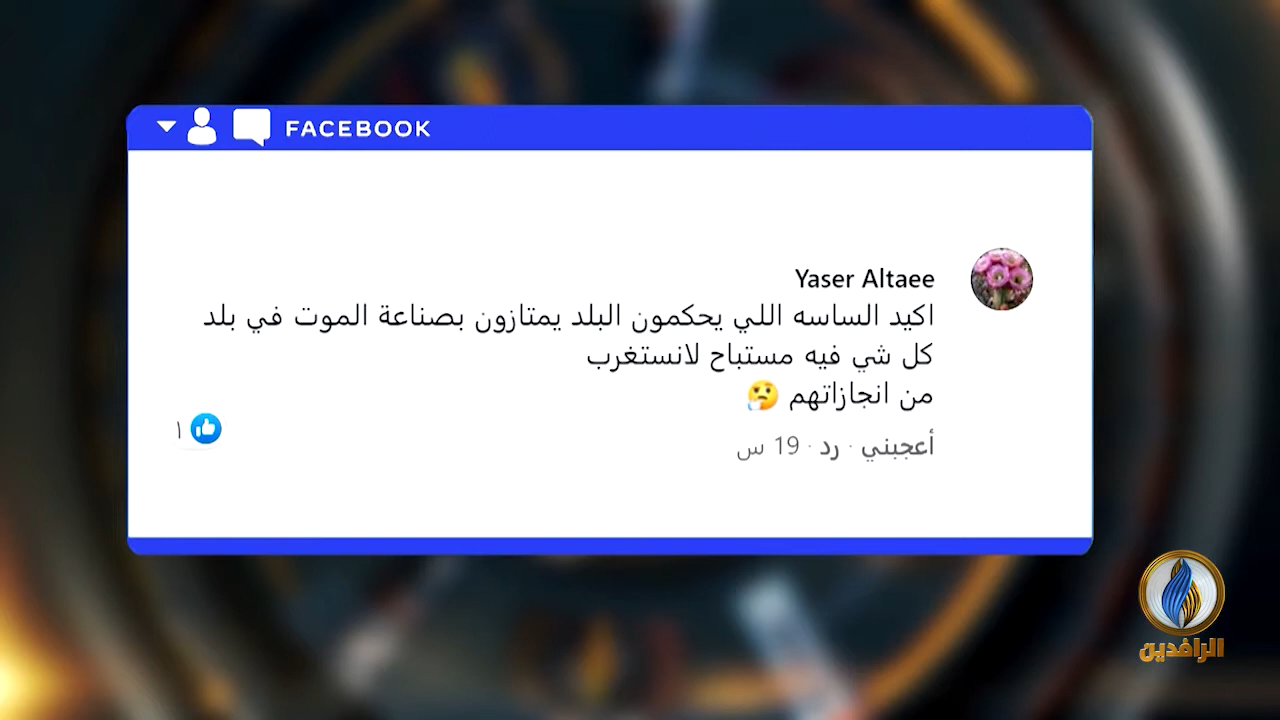 FACEBOOK
Yaser Altaee
اكيد الساسه اللي يحكمون البلد يمتازون بصناعة الموت في بلد
كل شي فيه مستباح لانستغرب
من انجازاتهم 🤔
أعجبني · رد · 19 س
١
الرافدين